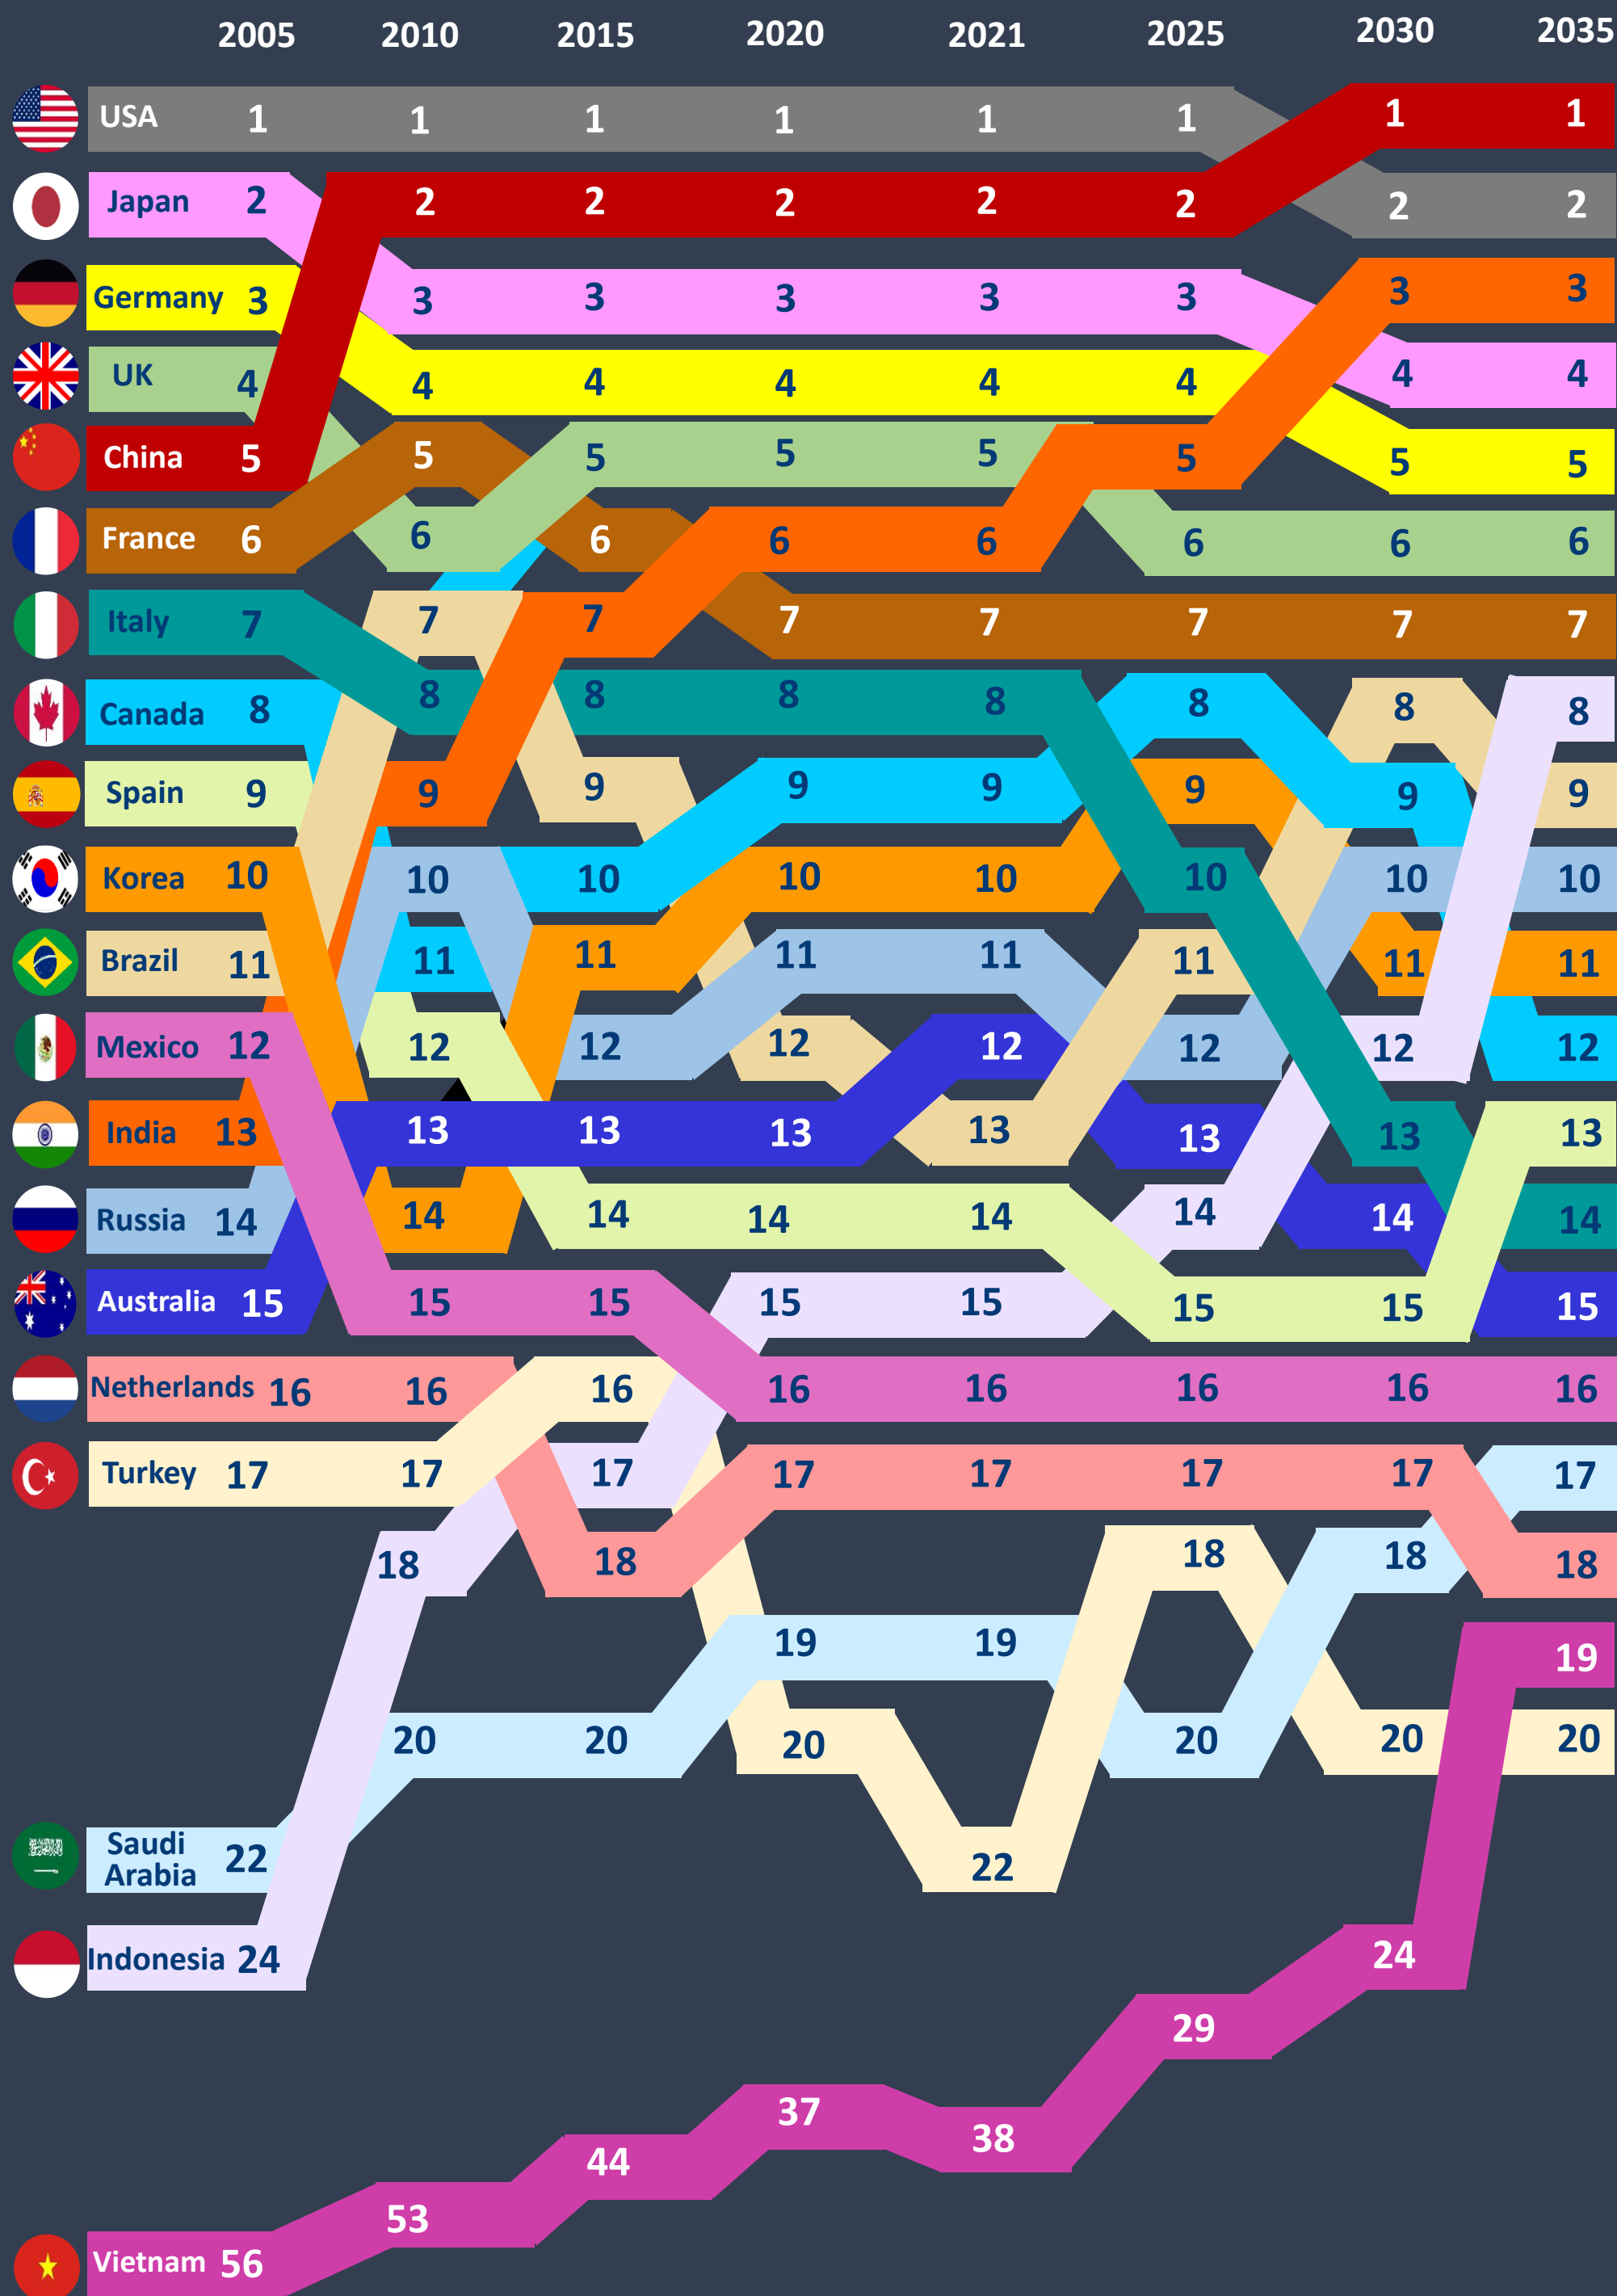 2005 2010 2015 2020 2021 2025 2030 2035
USA 1 1 1 1 1 1 1 1
Japan 2 2 2 2 2 2 2 2
Germany 3 3 3 3 3 3 3 3
UK 4 4 4 4 4 4 4 4
China 5 5 5 5 5 5 5 5
France 6 6 6 6 6 6 6 6
Italy 7 7 7 7 7 7 7 7
Canada 8 8 8 8 8 8 8 8
Spain 9 9 9 9 9 9 9 9
Korea 10 10 10 10 10 10 10 10
Brazil 11 11 11 11 11 11 11 11
Mexico 12 12 12 12 12 12 12 12
India 13 13 13 13 13 13 13 13
Russia 14 14 14 14 14 14 14 14
Australia 15 15 15 15 15 15 15 15
Netherlands 16 16 16 16 16 16 16 16
Turkey 17 17 17 17 17 17 17 17
18 18 18 18 18
19 19 19
20 20 20 20 20 20
Saudi
Arabia 22 22
Indonesia 24 24
29
37
38
44
53
Vietnam 56